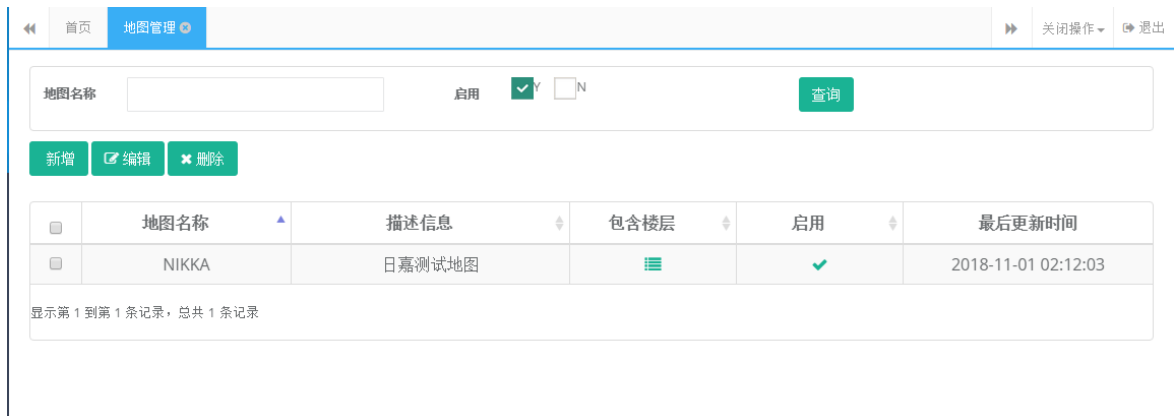 首页 地图管理 关闭操作 退出
地图名称 启用 Y N 查询
新增 编辑 删除
地图名称 描述信息 包含楼层 启用 最后更新时间
NIKKA 日嘉测试地图 2018-11-01 02:12:03
显示第 1 到第 1 条记录，总共 1 条记录